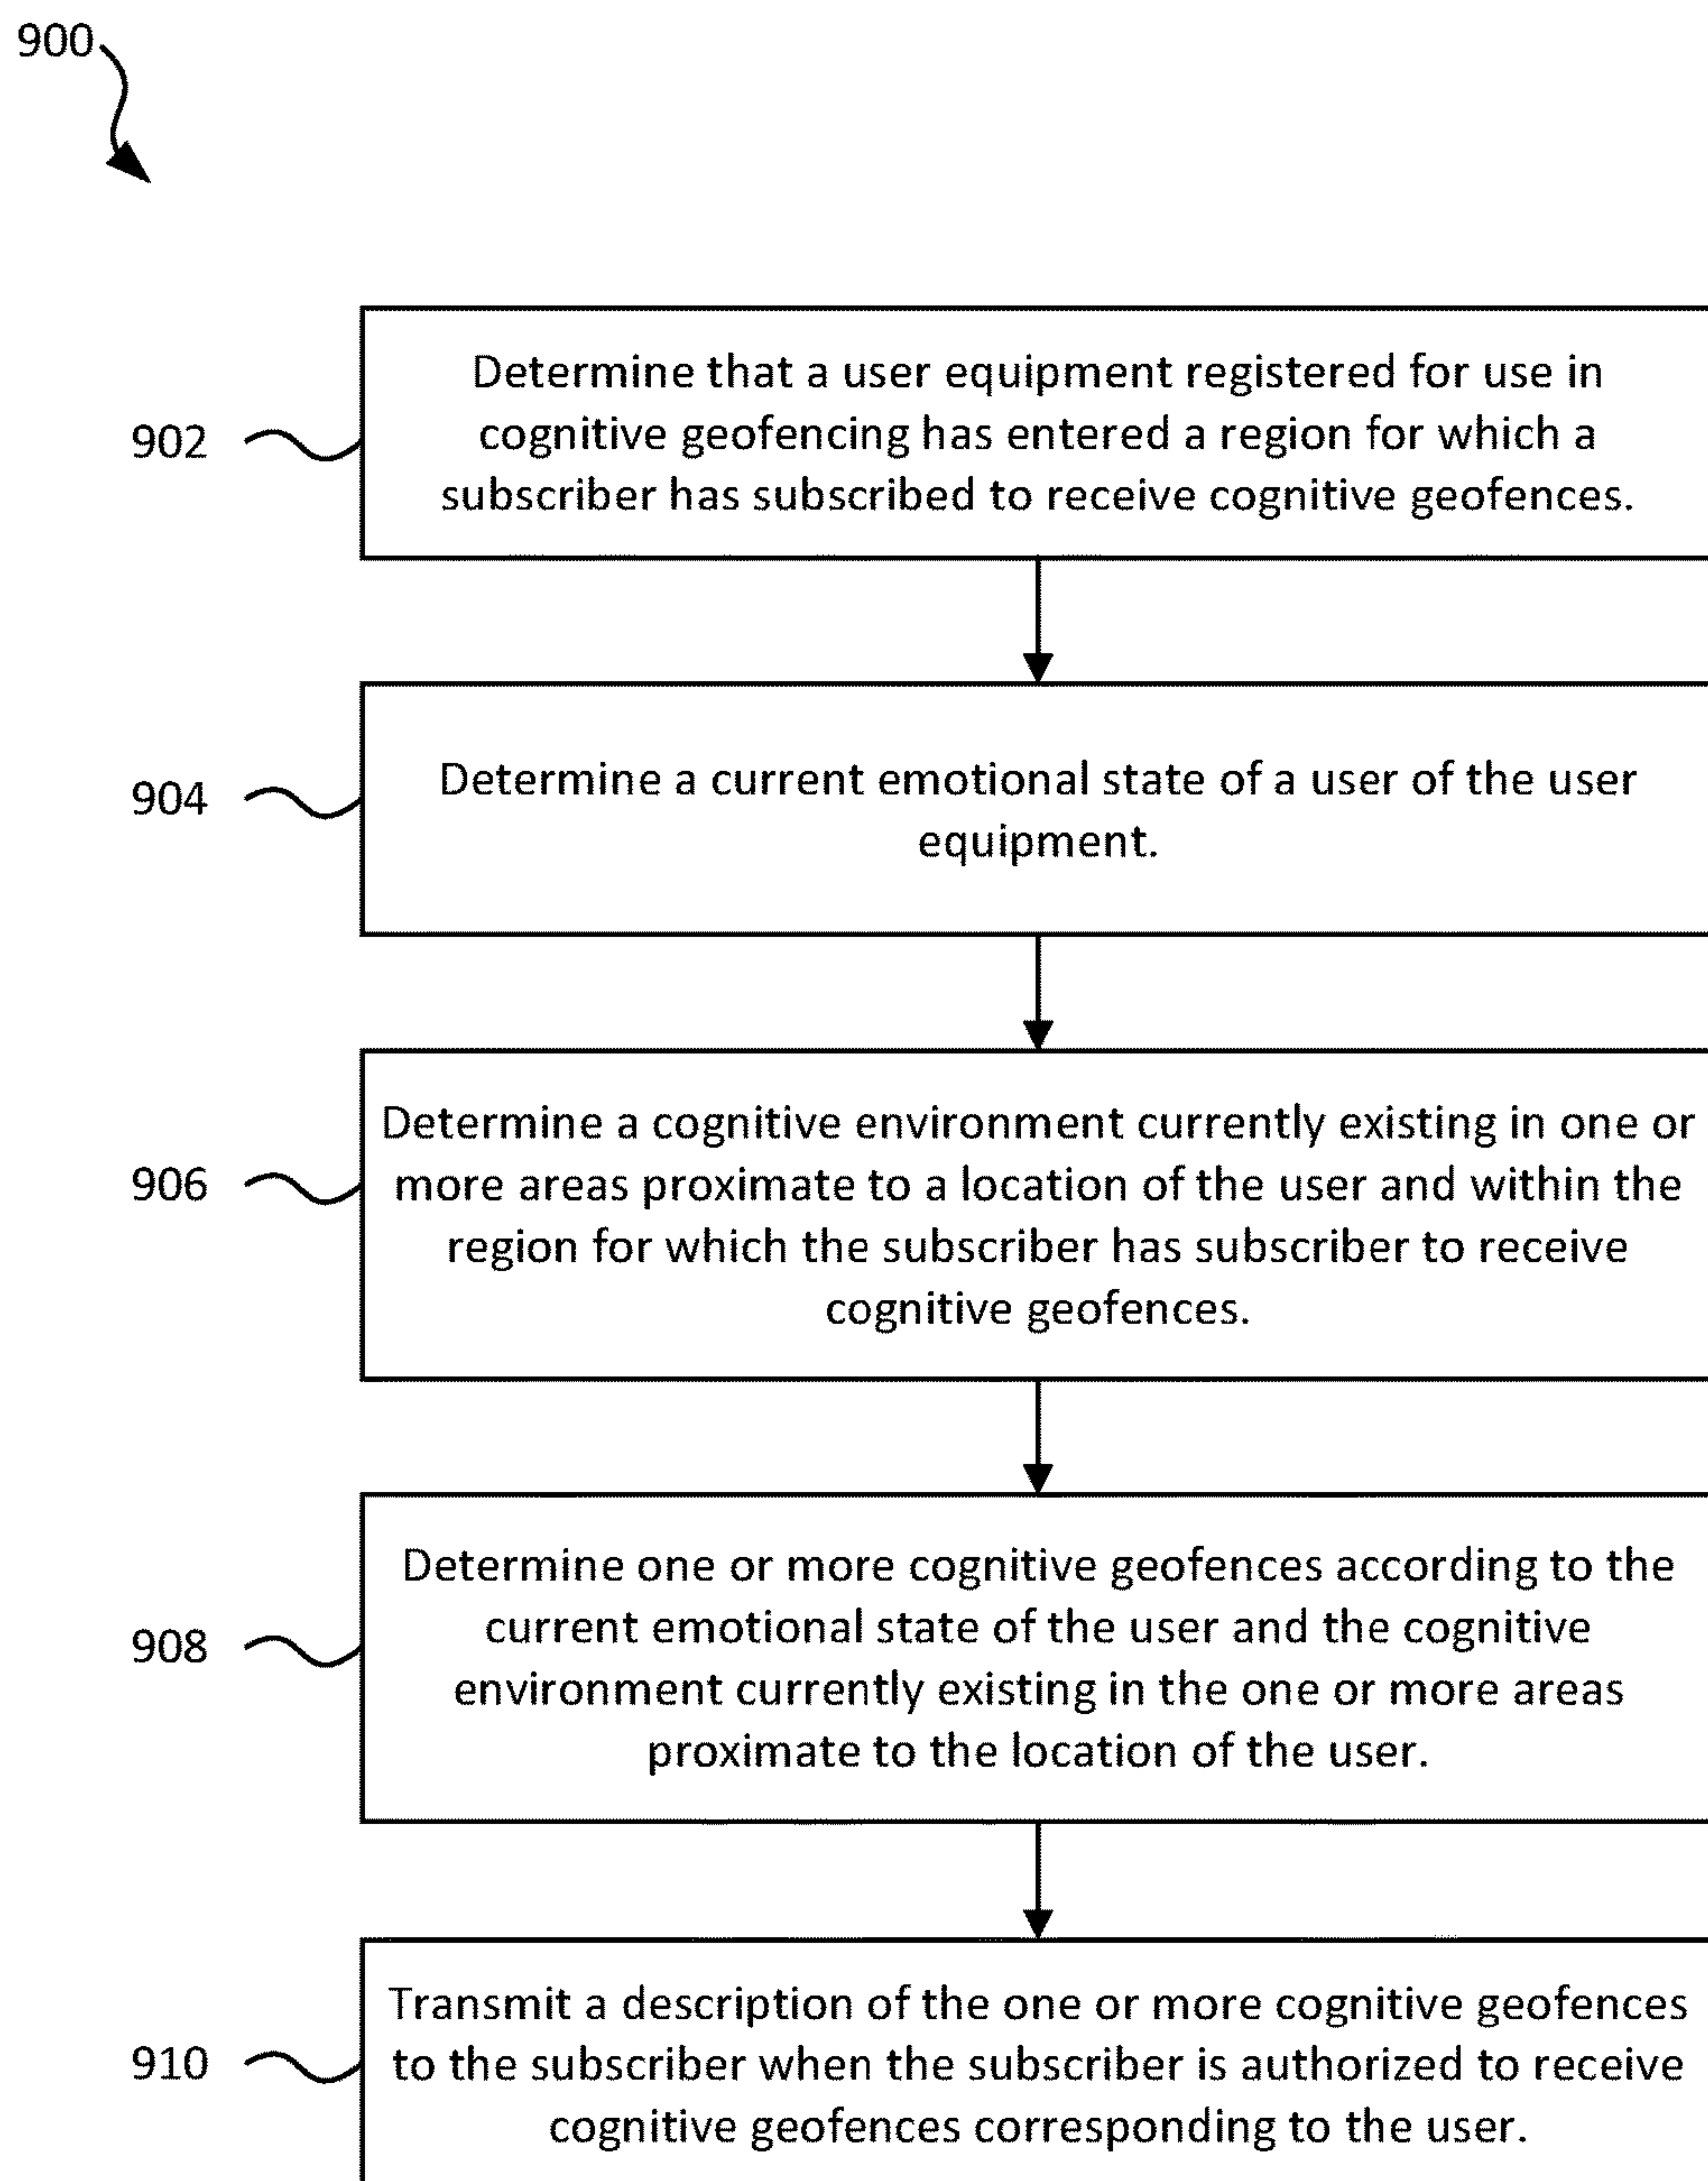 900
902
Determine that a user equipment registered for use in
cognitive geofencing has entered a region for which a
subscriber has subscribed to receive cognitive geofences.
904
Determine a current emotional state of a user of the user
equipment.
906
Determine a cognitive environment currently existing in one or
more areas proximate to a location of the user and within the
region for which the subscriber has subscriber to receive
cognitive geofences.
908
Determine one or more cognitive geofences according to the
current emotional state of the user and the cognitive
environment currently existing in the one or more areas
proximate to the location of the user.
910
Transmit a description of the one or more cognitive geofences
to the subscriber when the subscriber is authorized to receive
cognitive geofences corresponding to the user.